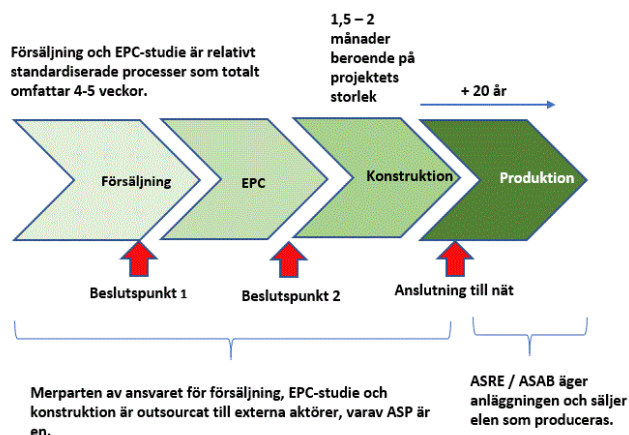 Försäljning och EPC-studie är relativt
standardiserade processer som totalt
omfattar 4-5 veckor.
1,5 – 2
månader
beroende på
projektets
storlek
+ 20 år
Försäljning
EPC
Konstruktion
Produktion
Beslutspunkt 1
Beslutspunkt 2
Anslutning till nät
Merparten av ansvaret för försäljning, EPC-studie och
konstruktion är outsourcat till externa aktörer, varav ASP är
en.
ASRE / ASAB äger
anläggningen och säljer
elen som produceras.